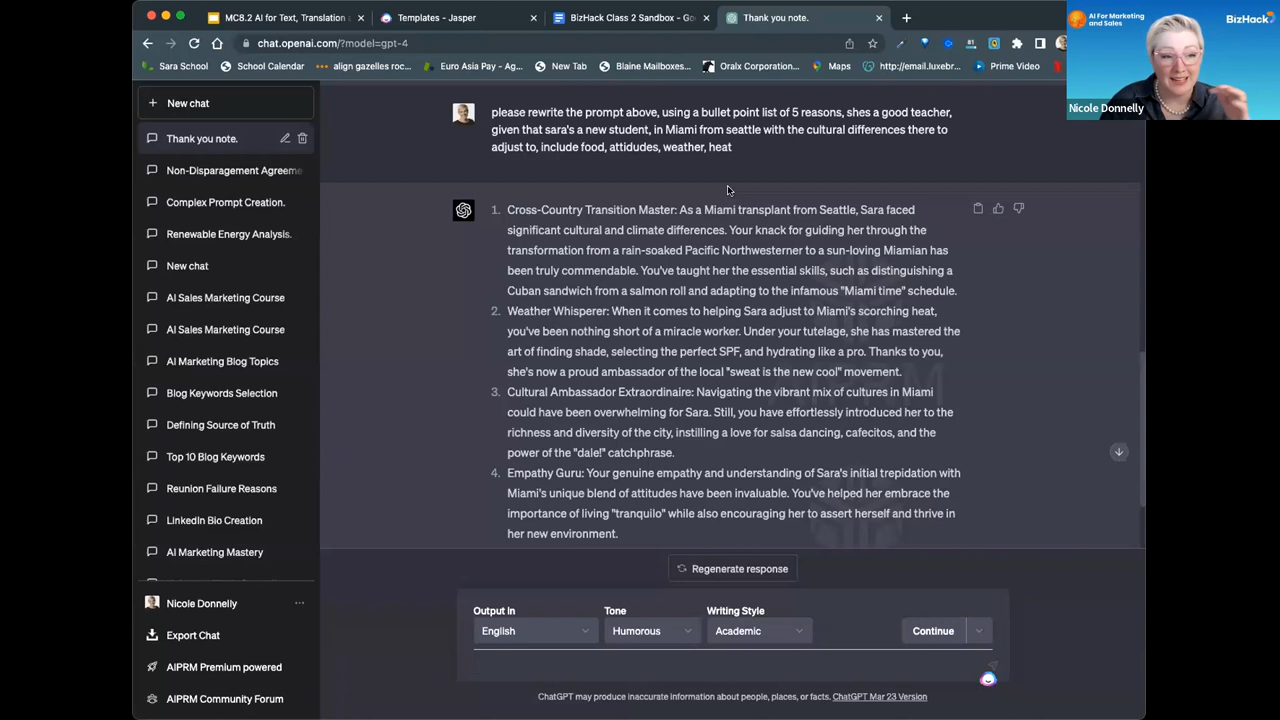 MC8.2 AI for Text, Translation a
Templates - Jasper
BizHack Class 2 Sandbox - Go
Thank you note.
chat.openai.com/?model=gpt-4
Sara School
School Calendar
align gazelles roc...
Euro Asia Pay - Ag...
New Tab
Blaine Mailboxes...
Oralx Corporation...
Maps
http://email.luxebr...
Prime Video
AI For Marketing
and Sales
BizHack
Nicole Donnelly
New chat
Thank you note.
Non-Disparagement Agreeme
Complex Prompt Creation.
Renewable Energy Analysis.
New chat
AI Sales Marketing Course
AI Sales Marketing Course
AI Marketing Blog Topics
Blog Keywords Selection
Defining Source of Truth
Top 10 Blog Keywords
Reunion Failure Reasons
LinkedIn Bio Creation
AI Marketing Mastery
Nicole Donnelly
Export Chat
AIPRM Premium powered
AIPRM Community Forum
please rewrite the prompt above, using a bullet point list of 5 reasons, shes a good teacher,
given that sara's a new student, in Miami from seattle with the cultural differences there to
adjust to, include food, attidudes, weather, heat
1. Cross-Country Transition Master: As a Miami transplant from Seattle, Sara faced
significant cultural and climate differences. Your knack for guiding her through the
transformation from a rain-soaked Pacific Northwesterner to a sun-loving Miamian has
been truly commendable. You've taught her the essential skills, such as distinguishing a
Cuban sandwich from a salmon roll and adapting to the infamous "Miami time" schedule.
2. Weather Whisperer: When it comes to helping Sara adjust to Miami's scorching heat,
you've been nothing short of a miracle worker. Under your tutelage, she has mastered the
art of finding shade, selecting the perfect SPF, and hydrating like a pro. Thanks to you,
she's now a proud ambassador of the local "sweat is the new cool" movement.
3. Cultural Ambassador Extraordinaire: Navigating the vibrant mix of cultures in Miami
could have been overwhelming for Sara. Still, you have effortlessly introduced her to the
richness and diversity of the city, instilling a love for salsa dancing, cafecitos, and the
power of the "dale!" catchphrase.
4. Empathy Guru: Your genuine empathy and understanding of Sara's initial trepidation with
Miami's unique blend of attitudes have been invaluable. You've helped her embrace the
importance of living "tranquilo" while also encouraging her to assert herself and thrive in
her new environment.
AIPRM
Regenerate response
Output in
Tone
Writing Style
English
Humorous
Academic
Continue
ChatGPT may produce inaccurate information about people, places, or facts. ChatGPT Mar 23 Version